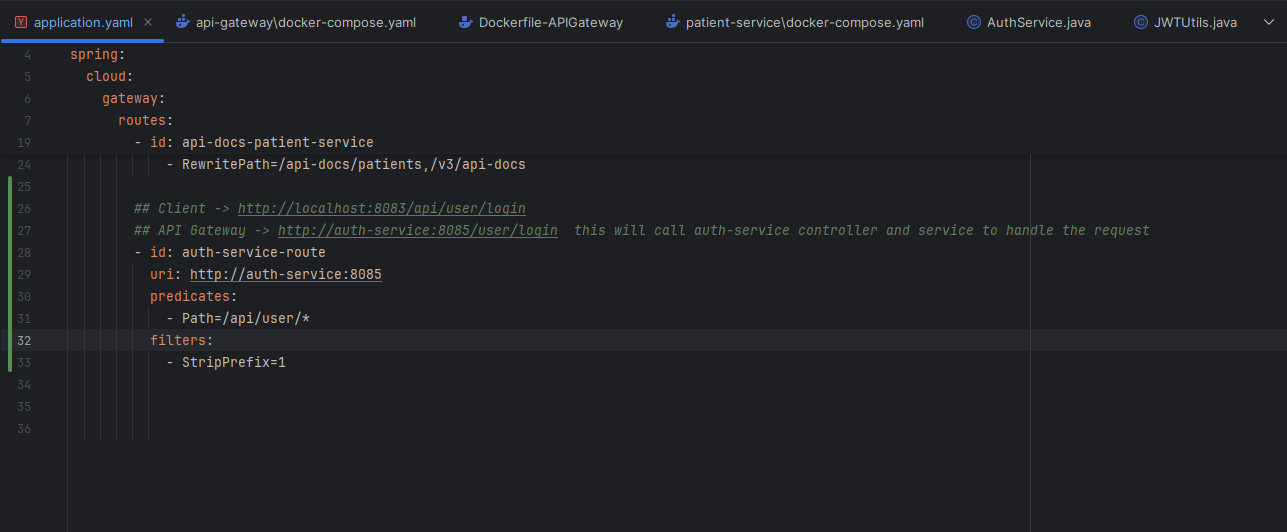 application.yaml × api-gateway\docker-compose.yaml Dockerfile-APIGateway patient-service\docker-compose.yaml AuthService.java JWTUtils.java
4 spring:
5 cloud:
6 gateway:
7 routes:
19 - id: api-docs-patient-service
24 - RewritePath=/api-docs/patients,/v3/api-docs
25
26 ## Client -> http://localhost:8083/api/user/login
27 ## API Gateway -> http://auth-service:8085/user/login  this will call auth-service controller and service to handle the request
28 - id: auth-service-route
29 uri: http://auth-service:8085
30 predicates:
31 - Path=/api/user/*
32 filters:
33 - StripPrefix=1
34
35
36